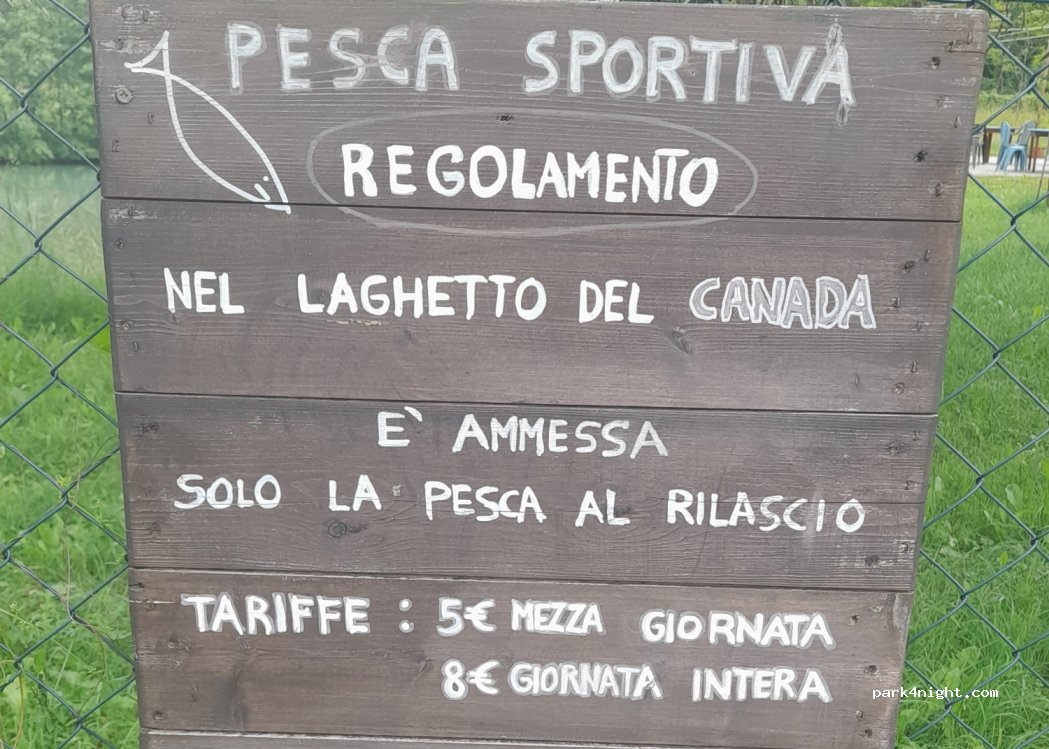 PESCA SPORTIVA
REGOLAMENTO
NEL LAGHETTO DEL CANADA
E` AMMESSA
SOLO LA PESCA AL RILASCIO
TARIFFE : 5€ MEZZA GIORNATA
8€ GIORNATA INTERA
park4night.com